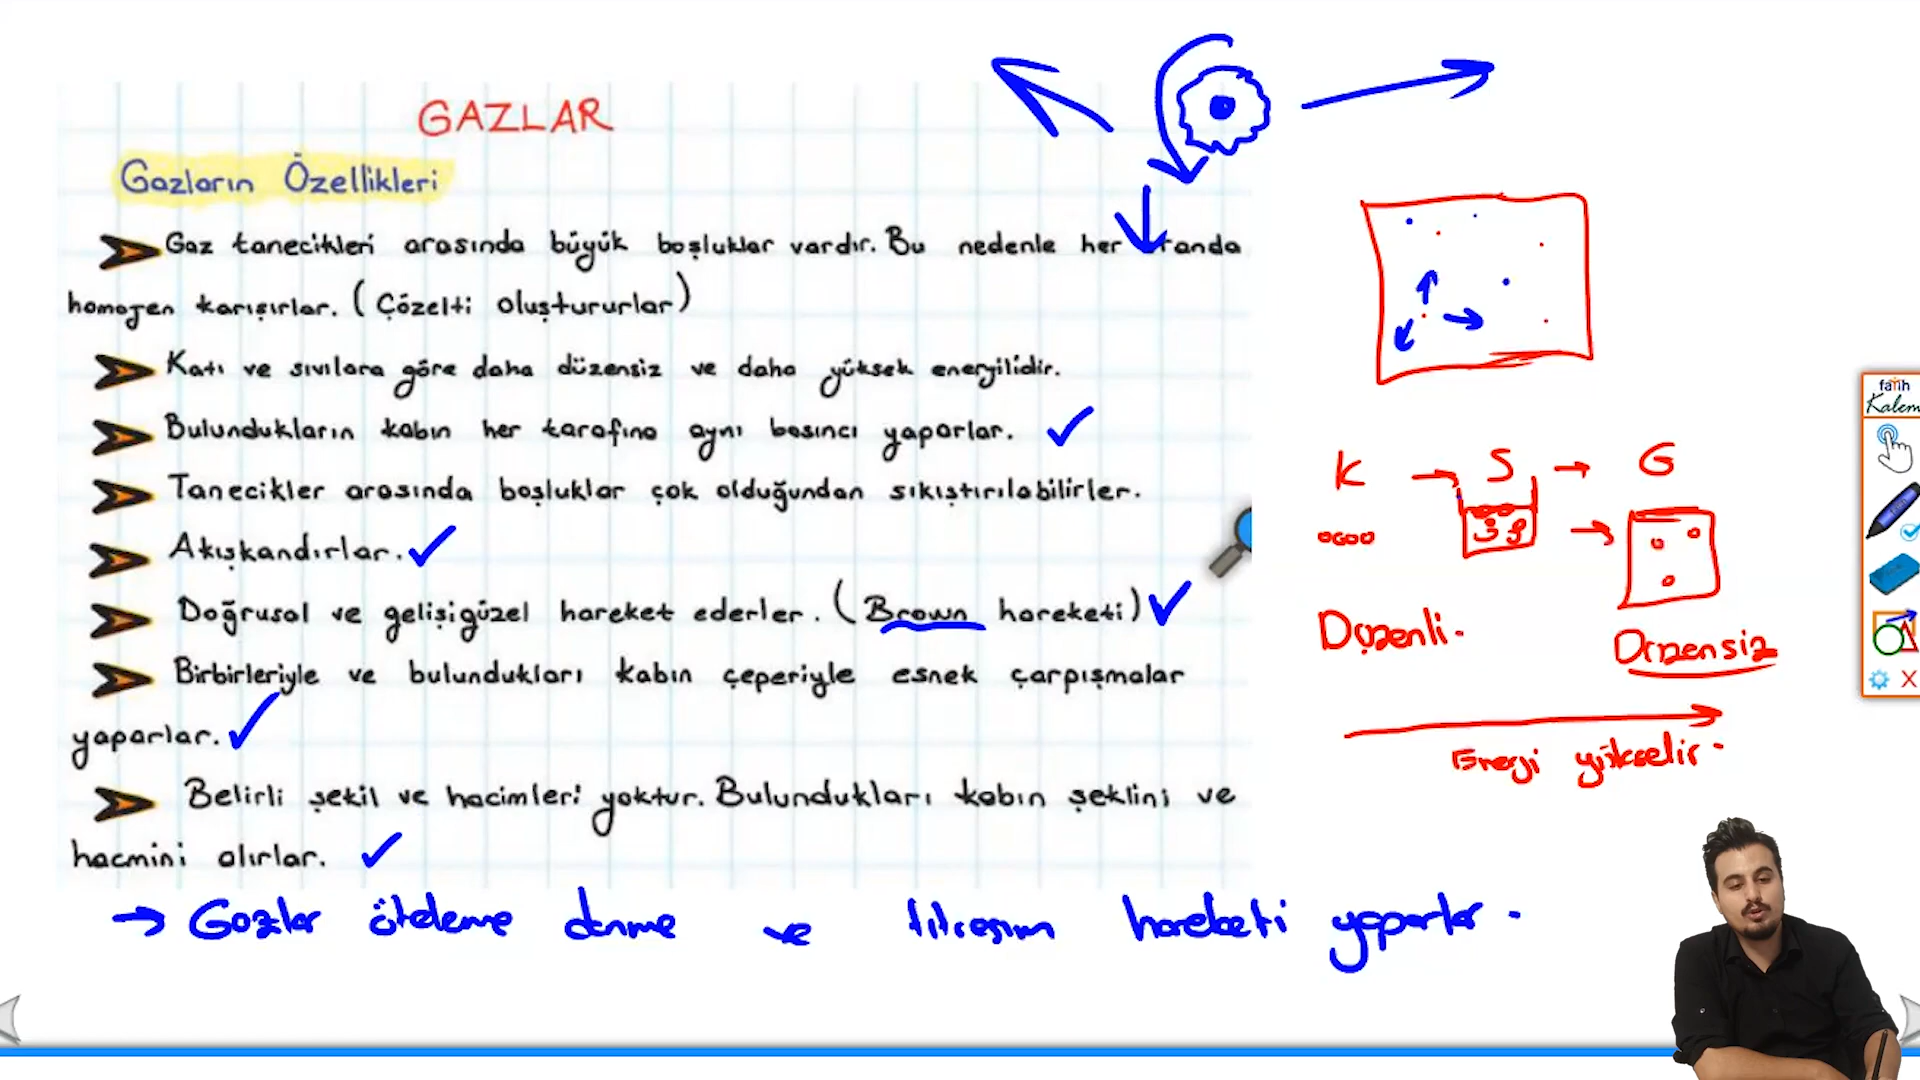 GAZLAR
Gazların Özellikleri
Gaz tanecikleri arasında büyük boşluklar vardır. Bu nedenle her randa
homojen karışırlar. (Çözelti oluştururlar)
Katı ve sıvılara göre daha düzensiz ve daha yüksek energilidir.
Bulundukların kabın her tarafına aynı basıncı yaparlar.
Tanecikler arasında boşluklar çok olduğundan sıkıştırılabilirler.
Akışkandırlar.
Doğrusal ve gelişigüzel hareket ederler. (Brown hareketi)
Birbirleriyle ve bulundukları kabın çeperiyle esnek çarpışmalar
yaparlar.
Belirli şekil ve hacimleri yoktur. Bulundukları kabın şeklini ve
hacmini alırlar.
→ Gazlar öteleme dönme ve titreşim hareketi yaparlar.
K → S → G
Düzenli.
Düzensiz
Enerji yükselir.
fatih
Kalem